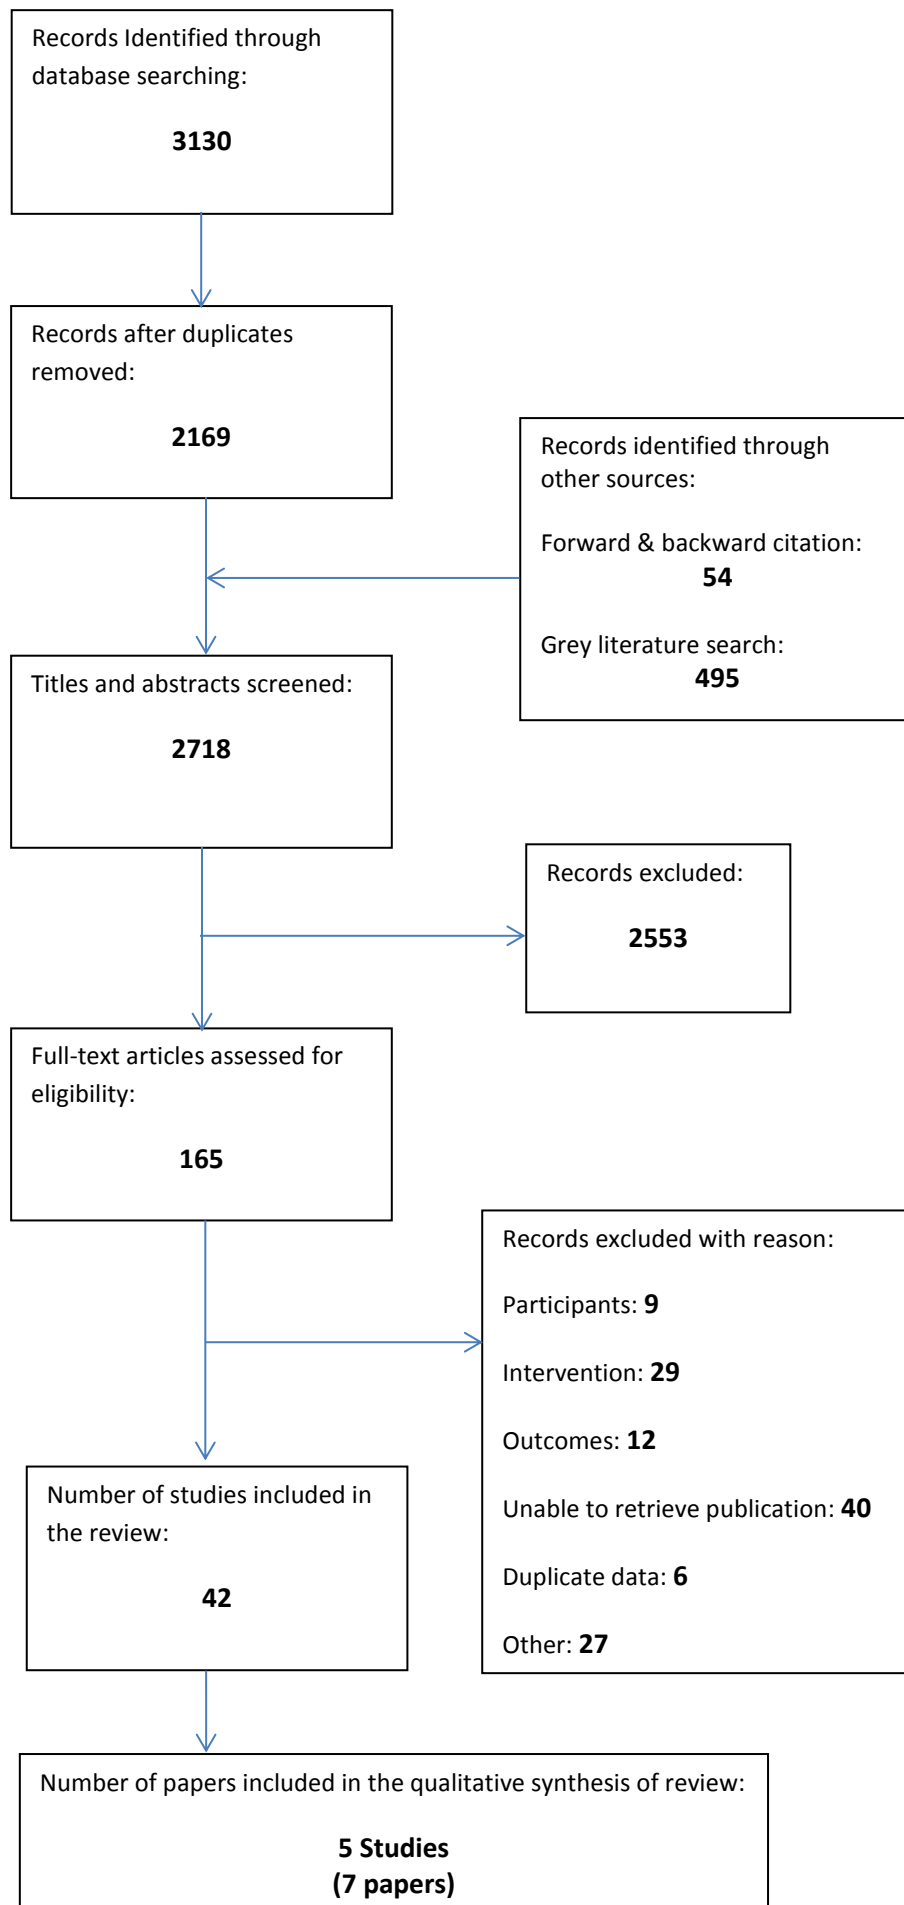 Records Identified through
database searching:
3130
Records after duplicates
removed:
2169
Records identified through
other sources:
Forward & backward citation:
54
Grey literature search:
495
Titles and abstracts screened:
2718
Records excluded:
2553
Full-text articles assessed for
eligibility:
165
Records excluded with reason:
Participants: 9
Intervention: 29
Outcomes: 12
Unable to retrieve publication: 40
Duplicate data: 6
Other: 27
Number of studies included in
the review:
42
Number of papers included in the qualitative synthesis of review:
5 Studies
(7 papers)